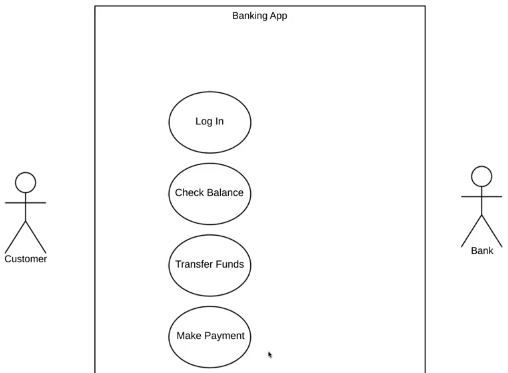 Banking App
Log In
Check Balance
Transfer Funds
Make Payment
Customer
Bank